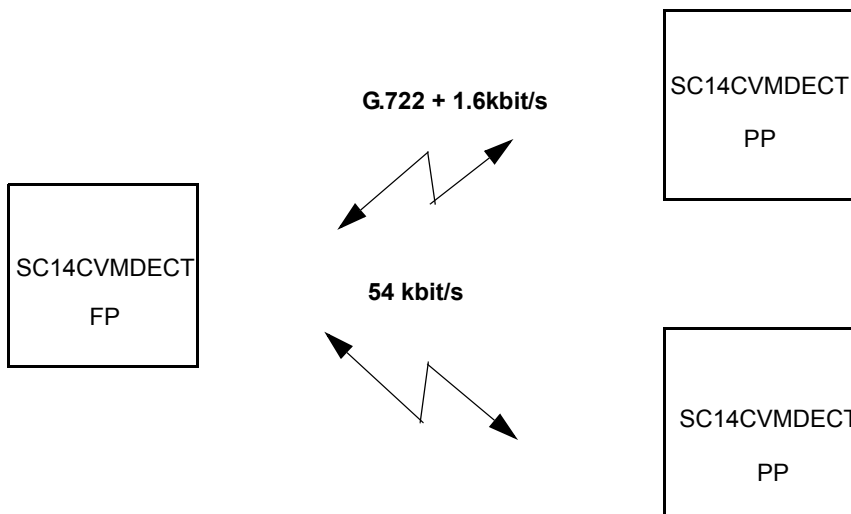 SC14CVMDECT
PP
G.722 + 1.6kbit/s
SC14CVMDECT
FP
54 kbit/s
SC14CVMDECT
PP